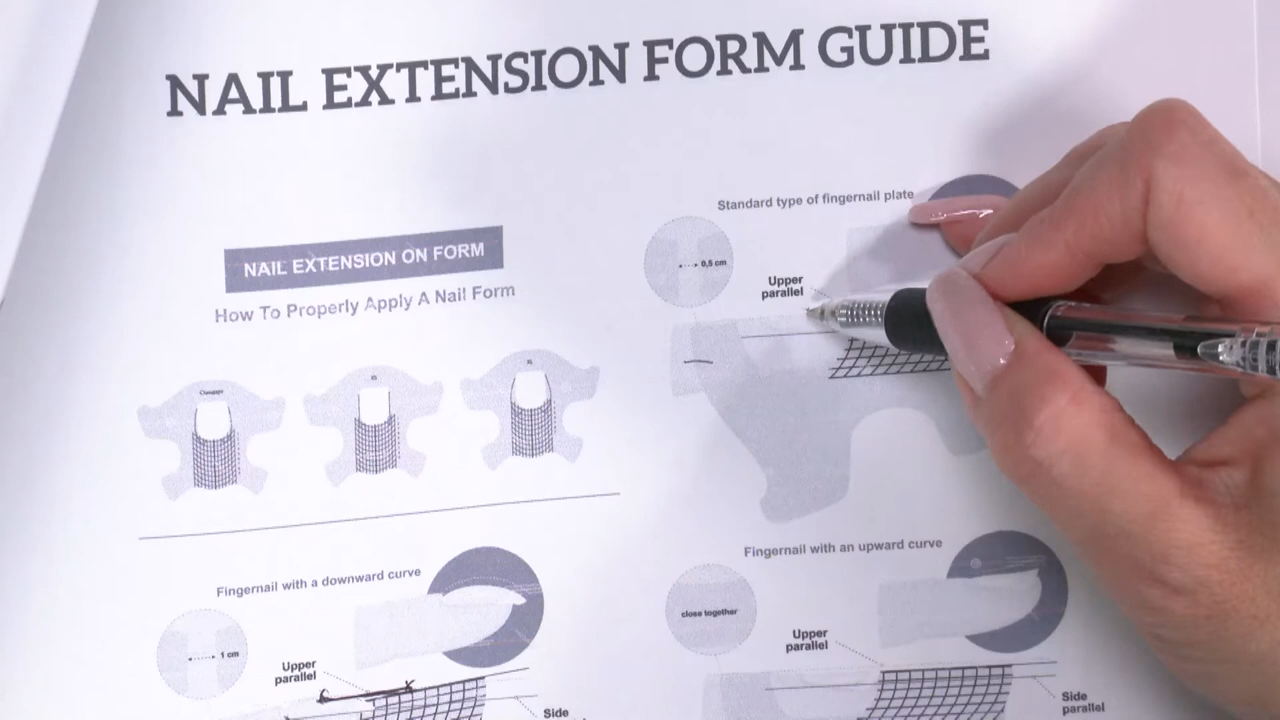 NAIL EXTENSION FORM GUIDE
NAIL EXTENSION ON FORM
How To Properly Apply A Nail Form
XS
XL
Standard type of fingernail plate
0,5 cm
Upper
parallel
Fingernail with a downward curve
1 cm
Upper
parallel
Side
Fingernail with an upward curve
close together
Upper
parallel
Side
parallel